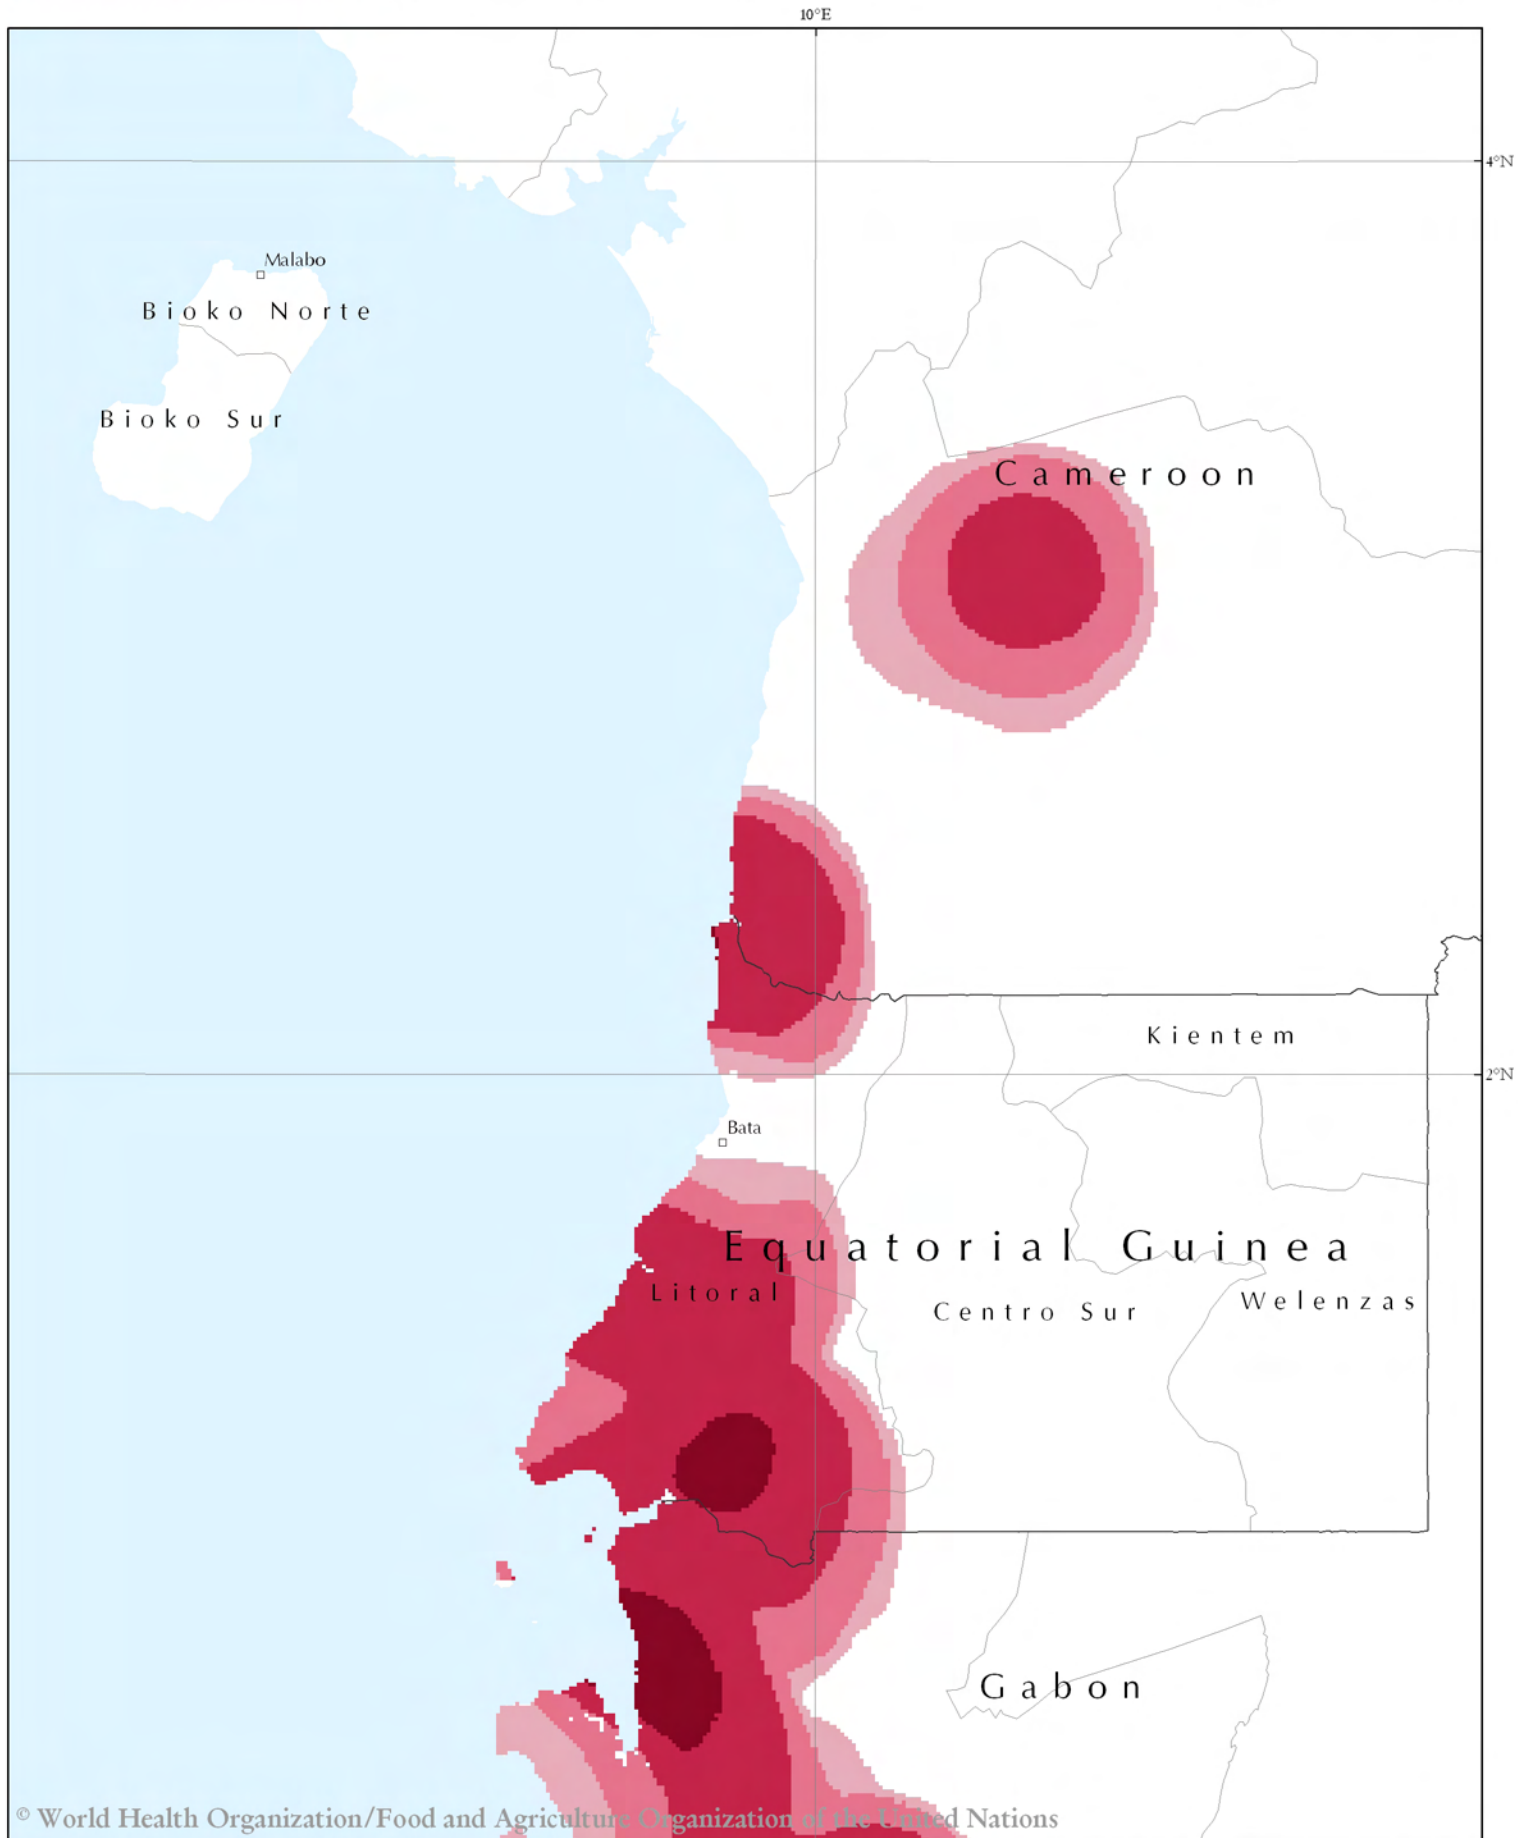 10°E
4°N
Malabo
Bioko Norte
Bioko Sur
Cameroon
Kientem
2°N
Bata
Equatorial Guinea
Litoral
Centro Sur
Welenzas
Gabon
© World Health Organization/Food and Agriculture Organization of the United Nations